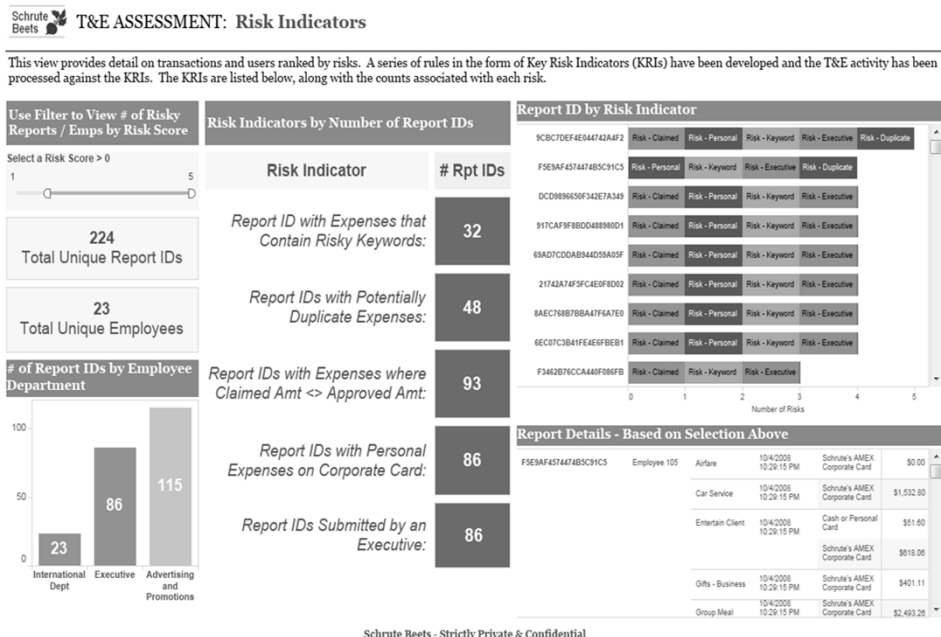 Schrute
Beets
T&E ASSESSMENT: Risk Indicators
This view provides detail on transactions and users ranked by risks. A series of rules in the form of Key Risk Indicators (KRIs) have been developed and the T&E activity has been
processed against the KRIs. The KRIs are listed below, along with the counts associated with each risk.
Use Filter to View # of Risky
Reports / Emps by Risk Score
Select a Risk Score > 0
1 5
224
Total Unique Report IDs
23
Total Unique Employees
# of Report IDs by Employee
Department
100
50
0
23
86
115
International
Dept
Executive
Advertising
and
Promotions
Risk Indicators by Number of Report IDs
Risk Indicator # Rpt IDs
Report ID with Expenses that
Contain Risky Keywords:
32
Report IDs with Potentially
Duplicate Expenses:
48
Report IDs with Expenses where
Claimed Amt <> Approved Amt:
93
Report IDs with Personal
Expenses on Corporate Card:
86
Report IDs Submitted by an
Executive:
86
Report ID by Risk Indicator
9CBC7DEF4E044742A4F2 Risk - Claimed Risk - Personal Risk - Keyword Risk - Executive Risk - Duplicate
F5E9AF4574474B5C91C5 Risk - Personal Risk - Keyword Risk - Executive Risk - Duplicate
DCD9896650F342E7A349 Risk - Claimed Risk - Personal Risk - Keyword Risk - Executive
917CAF9F8BDD488980D1 Risk - Claimed Risk - Personal Risk - Keyword Risk - Executive
69AD7CDDAB944D59A05F Risk - Claimed Risk - Personal Risk - Keyword Risk - Executive
21742A74F5FC4E0F8D02 Risk - Claimed Risk - Personal Risk - Keyword Risk - Executive
8AEC768B7BBA47F6A7E0 Risk - Claimed Risk - Personal Risk - Keyword Risk - Executive
6EC07C3B41FE4E6FBEB1 Risk - Claimed Risk - Personal Risk - Keyword Risk - Executive
F3462B76CCA440F086FB Risk - Claimed Risk - Keyword Risk - Executive
0 1 2 3 4 5
Number of Risks
Report Details - Based on Selection Above
F5E9AF4574474B5C91C5 Employee 105 Airfare 10/4/2008 10:29:15 PM Schrute's AMEX Corporate Card $0.00
Car Service 10/4/2008 10:29:15 PM Schrute's AMEX Corporate Card $1,532.80
Entertain Client 10/4/2008 10:29:15 PM Cash or Personal Card $51.60
Schrute's AMEX Corporate Card $618.06
Gifts - Business 10/4/2008 10:29:15 PM Schrute's AMEX Corporate Card $401.11
Group Meal 10/4/2008 10:29:15 PM Schrute's AMEX Corporate Card $2,493.26
Schrute Beets - Strictly Private & Confidential